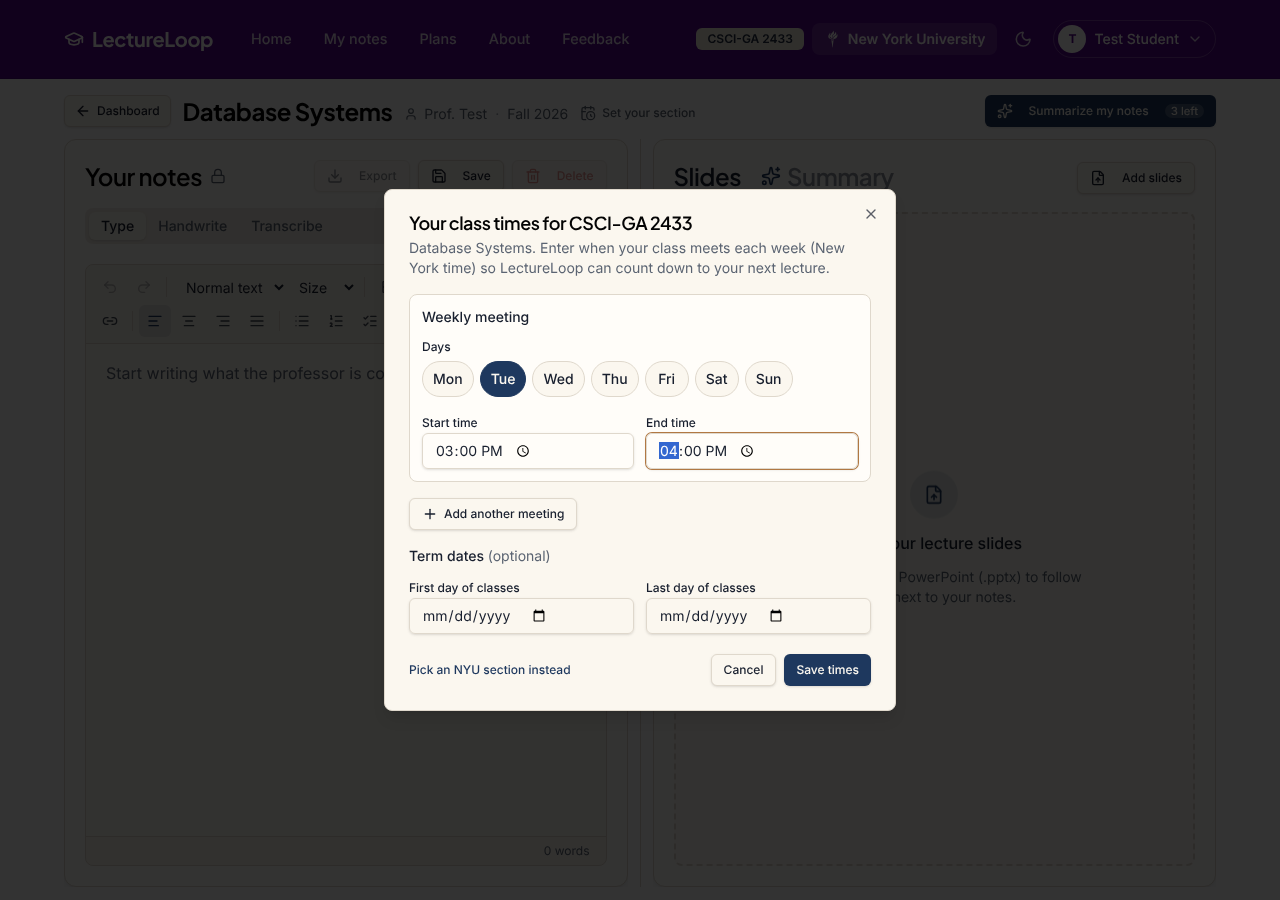 LectureLoop Home My notes Plans About Feedback CSCI-GA 2433 New York University T Test Student
Dashboard Database Systems Prof. Test · Fall 2026 Set your section Summarize my notes 3 left
Your notes Export Save Delete
Slides Summary Add slides
Type Handwrite Transcribe
Normal text Size
Start writing what the professor is
0 words
our lecture slides
PowerPoint (.pptx) to follow
next to your notes.
Your class times for CSCI-GA 2433
Database Systems. Enter when your class meets each week (New
York time) so LectureLoop can count down to your next lecture.
Weekly meeting
Days
Mon Tue Wed Thu Fri Sat Sun
Start time End time
03:00 PM 04:00 PM
Add another meeting
Term dates (optional)
First day of classes Last day of classes
mm/dd/yyyy mm/dd/yyyy
Pick an NYU section instead Cancel Save times